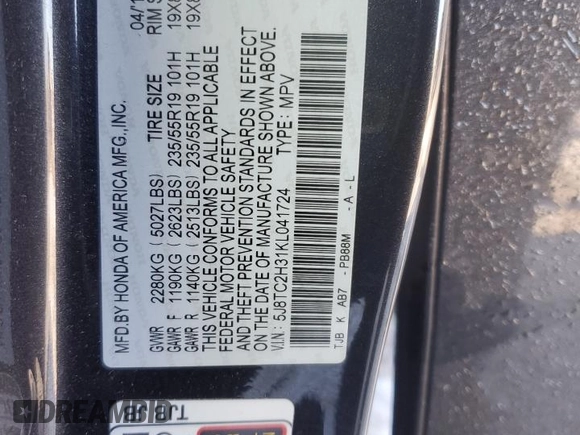 MFD.BY HONDA OF AMERICA MFG.,INC. 04/1
GVWR 2280KG ( 5027LBS) TIRE SIZE RIM S
GAWR F 1190KG ( 2623LBS) 235/55R19 101H 19X8
GAWR R 1140KG ( 2513LBS) 235/55R19 101H 19X8
THIS VEHICLE CONFORMS TO ALL APPLICABLE
FEDERAL MOTOR VEHICLE SAFETY
AND THEFT PREVENTION STANDARDS IN EFFECT
ON THE DATE OF MANUFACTURE SHOWN ABOVE.
V.I.N.: 5J8TC2H31KL041724 TYPE: MPV
TJB K AB7 - PB88M - A - L
TJB JB
DREAMBID